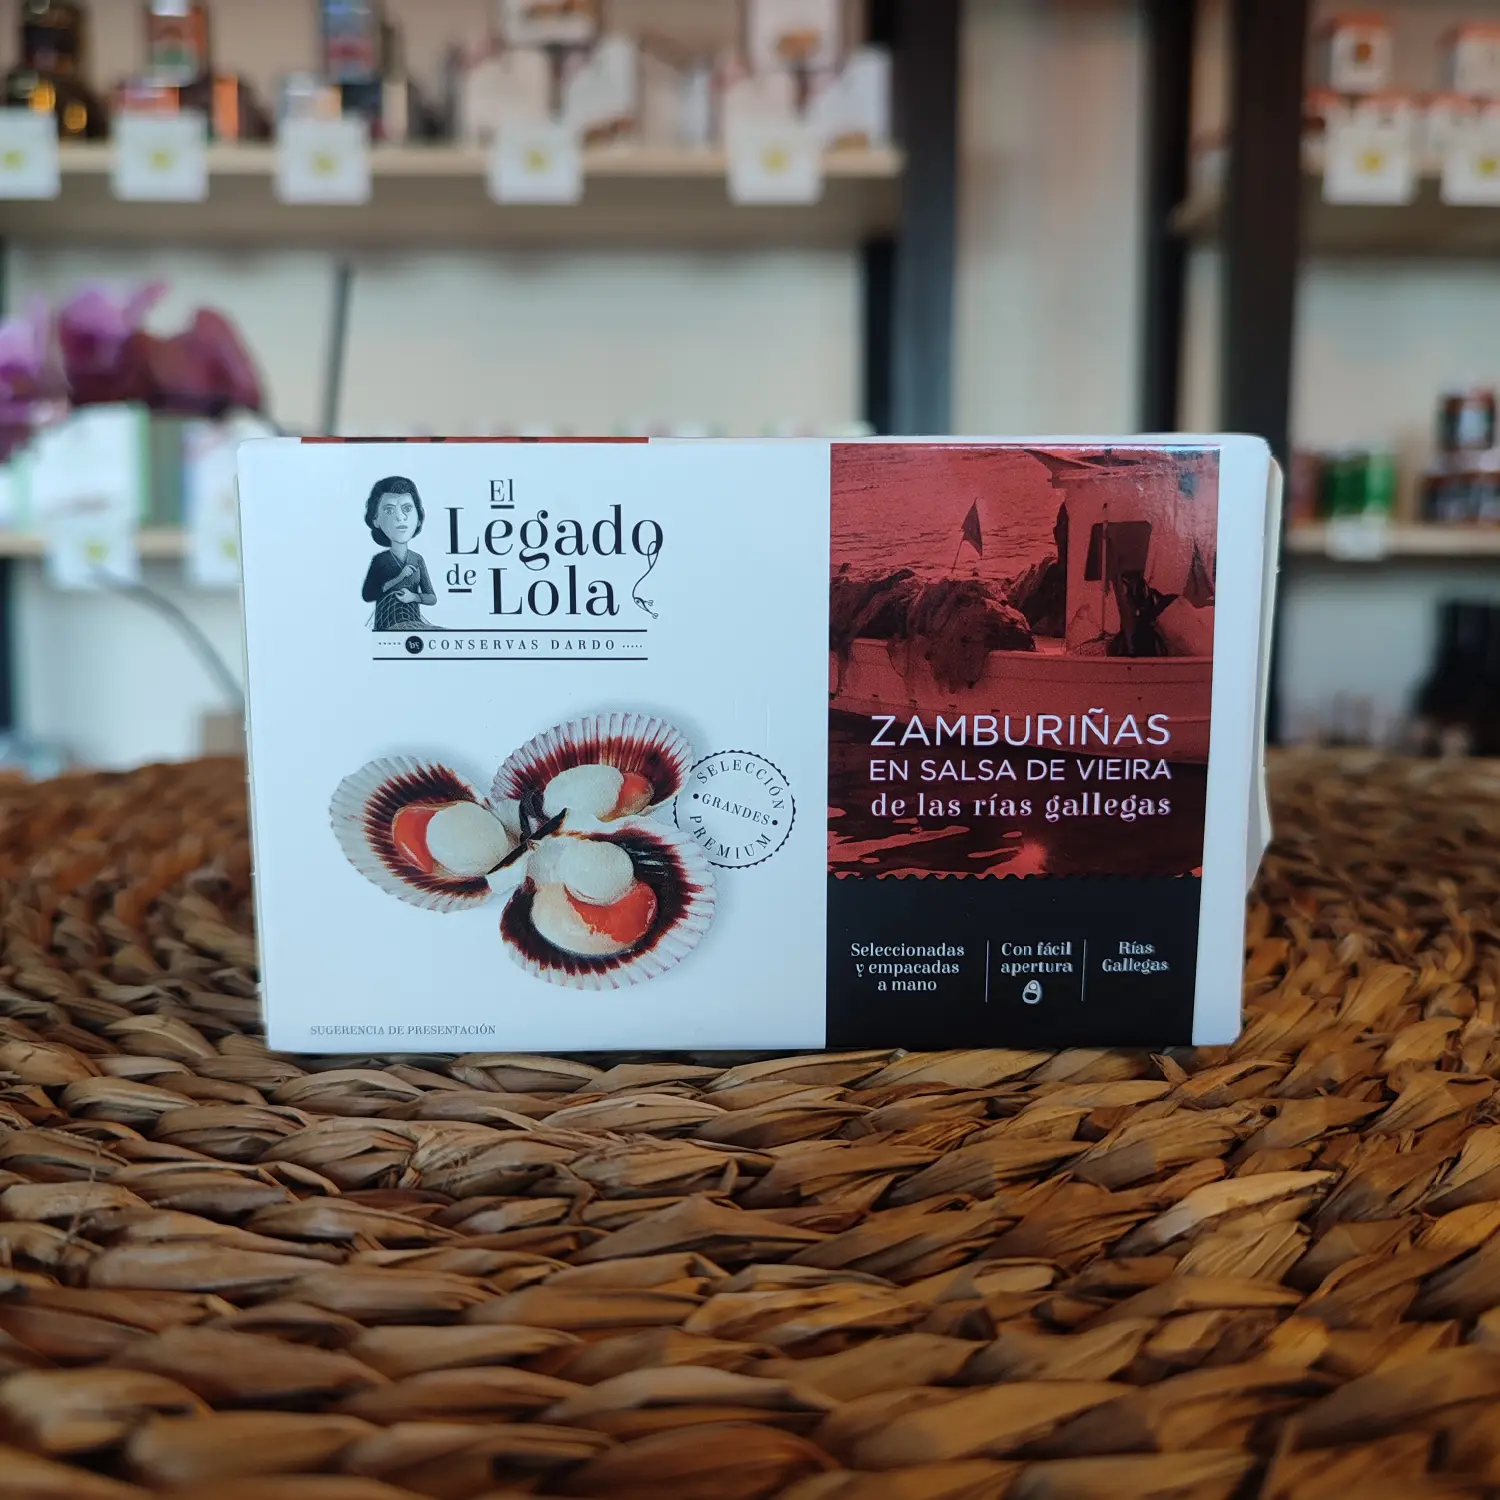 El
Legado
de Lola
by CONSERVAS DARDO
SELECCIÓN
GRANDES
PREMIUM
SUGERENCIA DE PRESENTACIÓN
ZAMBURIÑAS
EN SALSA DE VIEIRA
de las rías gallegas
Seleccionadas
y empacadas
a mano
Con fácil
apertura
Rías
Gallegas